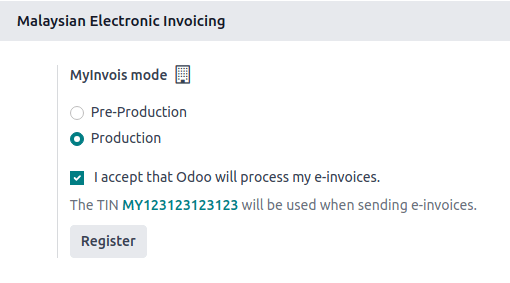 Malaysian Electronic Invoicing
MyInvois mode
Pre-Production
Production
I accept that Odoo will process my e-invoices.
The TIN MY123123123123 will be used when sending e-invoices.
Register